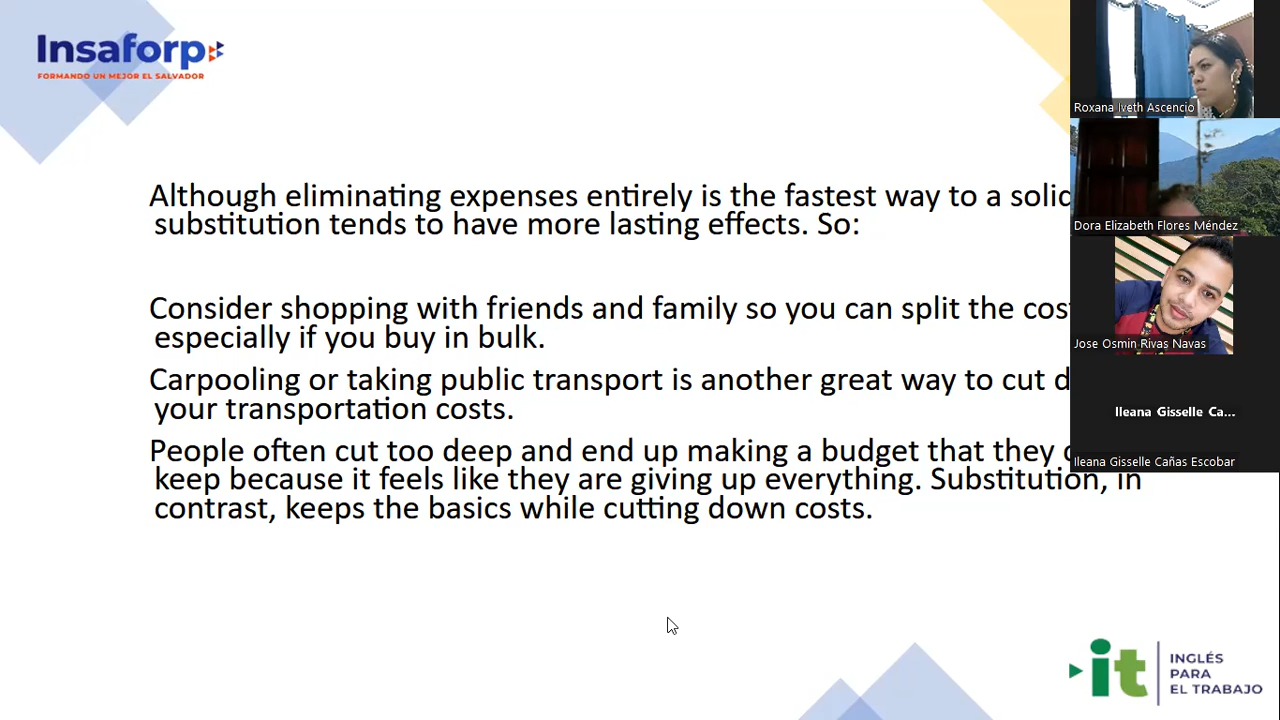 Insaforp
FORMANDO UN MEJOR EL SALVADOR
Although eliminating expenses entirely is the fastest way to a solid
substitution tends to have more lasting effects. So:
Consider shopping with friends and family so you can split the
especially if you buy in bulk.
Carpooling or taking public transport is another great way to cut
your transportation costs.
People often cut too deep and end up making a budget that they
keep because it feels like they are giving up everything. Substitution, in
contrast, keeps the basics while cutting down costs.
Roxana Iveth Ascencio
Dora Elizabeth Flores Méndez
Jose Osmin Rivas Navas
Ileana Gisselle Ca...
Ileana Gisselle Cañas Escobar
it
INGLÉS
PARA
EL TRABAJO